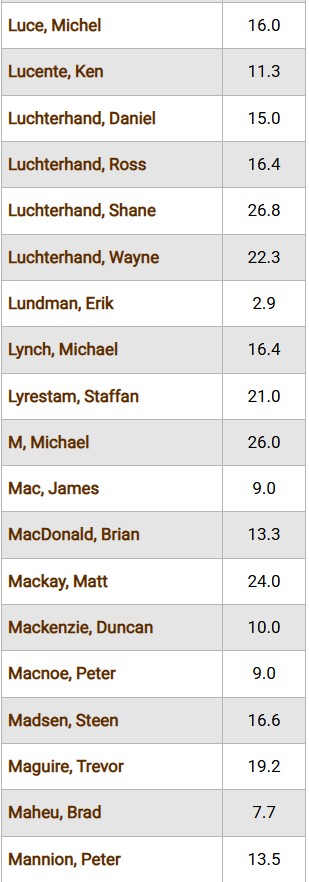 Luce, Michel 16.0
Lucente, Ken 11.3
Luchterhand, Daniel 15.0
Luchterhand, Ross 16.4
Luchterhand, Shane 26.8
Luchterhand, Wayne 22.3
Lundman, Erik 2.9
Lynch, Michael 16.4
Lyrestam, Staffan 21.0
M, Michael 26.0
Mac, James 9.0
MacDonald, Brian 13.3
Mackay, Matt 24.0
Mackenzie, Duncan 10.0
Macnoe, Peter 9.0
Madsen, Steen 16.6
Maguire, Trevor 19.2
Maheu, Brad 7.7
Mannion, Peter 13.5